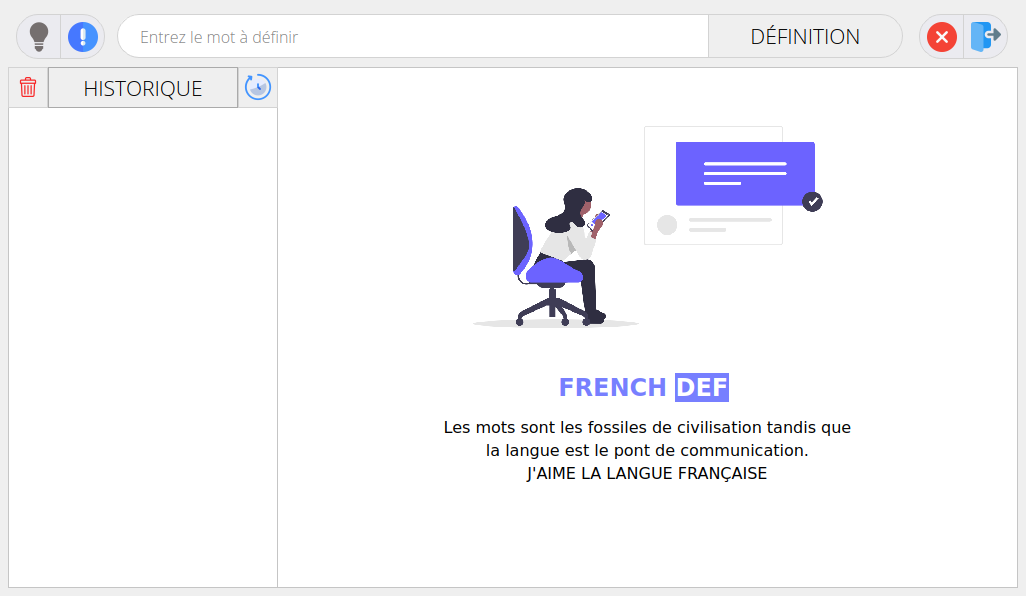 Entrez le mot à définir
DÉFINITION
HISTORIQUE
FRENCH DEF
Les mots sont les fossiles de civilisation tandis que
la langue est le pont de communication.
J'AIME LA LANGUE FRANÇAISE